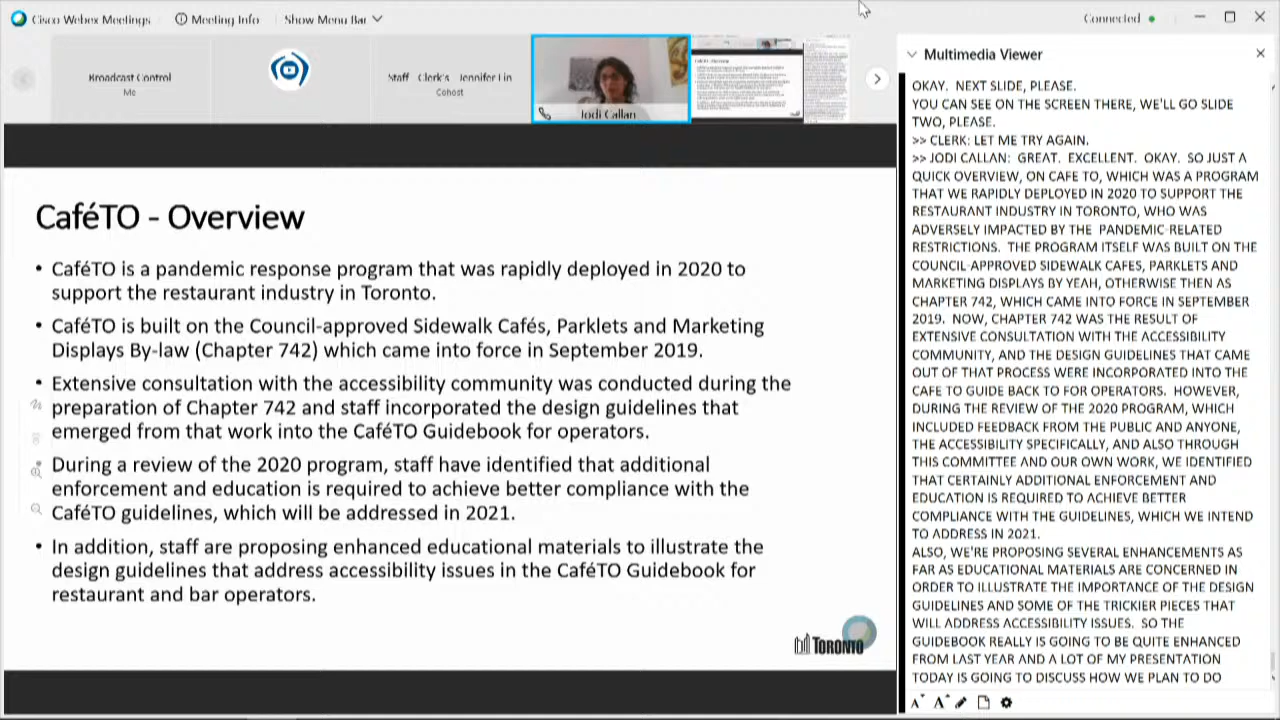 Cisco Webex Meetings
Meeting Info
Show Menu Bar
Connected
Broadcast Control
Staff Clerk's Jennifer Lin
Cohost
Jodi Callan
CaféTO - Overview
• CaféTO is a pandemic response program that was rapidly deployed in 2020 to
support the restaurant industry in Toronto.
• CaféTO is built on the Council-approved Sidewalk Cafés, Parklets and Marketing
Displays By-law (Chapter 742) which came into force in September 2019.
• Extensive consultation with the accessibility community was conducted during the
preparation of Chapter 742 and staff incorporated the design guidelines that
emerged from that work into the CaféTO Guidebook for operators.
• During a review of the 2020 program, staff have identified that additional
enforcement and education is required to achieve better compliance with the
CaféTO guidelines, which will be addressed in 2021.
• In addition, staff are proposing enhanced educational materials to illustrate the
design guidelines that address accessibility issues in the CaféTO Guidebook for
restaurant and bar operators.
TORONTO
Multimedia Viewer
OKAY. NEXT SLIDE, PLEASE.
YOU CAN SEE ON THE SCREEN THERE, WE'LL GO SLIDE
TWO, PLEASE.
>> CLERK: LET ME TRY AGAIN.
>> JODI CALLAN: GREAT. EXCELLENT. OKAY. SO JUST A
QUICK OVERVIEW, ON CAFE TO, WHICH WAS A PROGRAM
THAT WE RAPIDLY DEPLOYED IN 2020 TO SUPPORT THE
RESTAURANT INDUSTRY IN TORONTO, WHO WAS
ADVERSELY IMPACTED BY THE PANDEMIC-RELATED
RESTRICTIONS. THE PROGRAM ITSELF WAS BUILT ON THE
COUNCIL-APPROVED SIDEWALK CAFES, PARKLETS AND
MARKETING DISPLAYS BY YEAH, OTHERWISE THEN AS
CHAPTER 742, WHICH CAME INTO FORCE IN SEPTEMBER
2019. NOW, CHAPTER 742 WAS THE RESULT OF
EXTENSIVE CONSULTATION WITH THE ACCESSIBILITY
COMMUNITY, AND THE DESIGN GUIDELINES THAT CAME
OUT OF THAT PROCESS WERE INCORPORATED INTO THE
CAFE TO GUIDE BACK TO FOR OPERATORS. HOWEVER,
DURING THE REVIEW OF THE 2020 PROGRAM, WHICH
INCLUDED FEEDBACK FROM THE PUBLIC AND ANYONE,
THE ACCESSIBILITY SPECIFICALLY, AND ALSO THROUGH
THIS COMMITTEE AND OUR OWN WORK, WE IDENTIFIED
THAT CERTAINLY ADDITIONAL ENFORCEMENT AND
EDUCATION IS REQUIRED TO ACHIEVE BETTER
COMPLIANCE WITH THE GUIDELINES, WHICH WE INTEND
TO ADDRESS IN 2021.
ALSO, WE'RE PROPOSING SEVERAL ENHANCEMENTS AS
FAR AS EDUCATIONAL MATERIALS ARE CONCERNED IN
ORDER TO ILLUSTRATE THE IMPORTANCE OF THE DESIGN
GUIDELINES AND SOME OF THE TRICKIER PIECES THAT
WILL ADDRESS ACCESSIBILITY ISSUES. SO THE
GUIDEBOOK REALLY IS GOING TO BE QUITE ENHANCED
FROM LAST YEAR AND A LOT OF MY PRESENTATION
TODAY IS GOING TO DISCUSS HOW WE PLAN TO DO